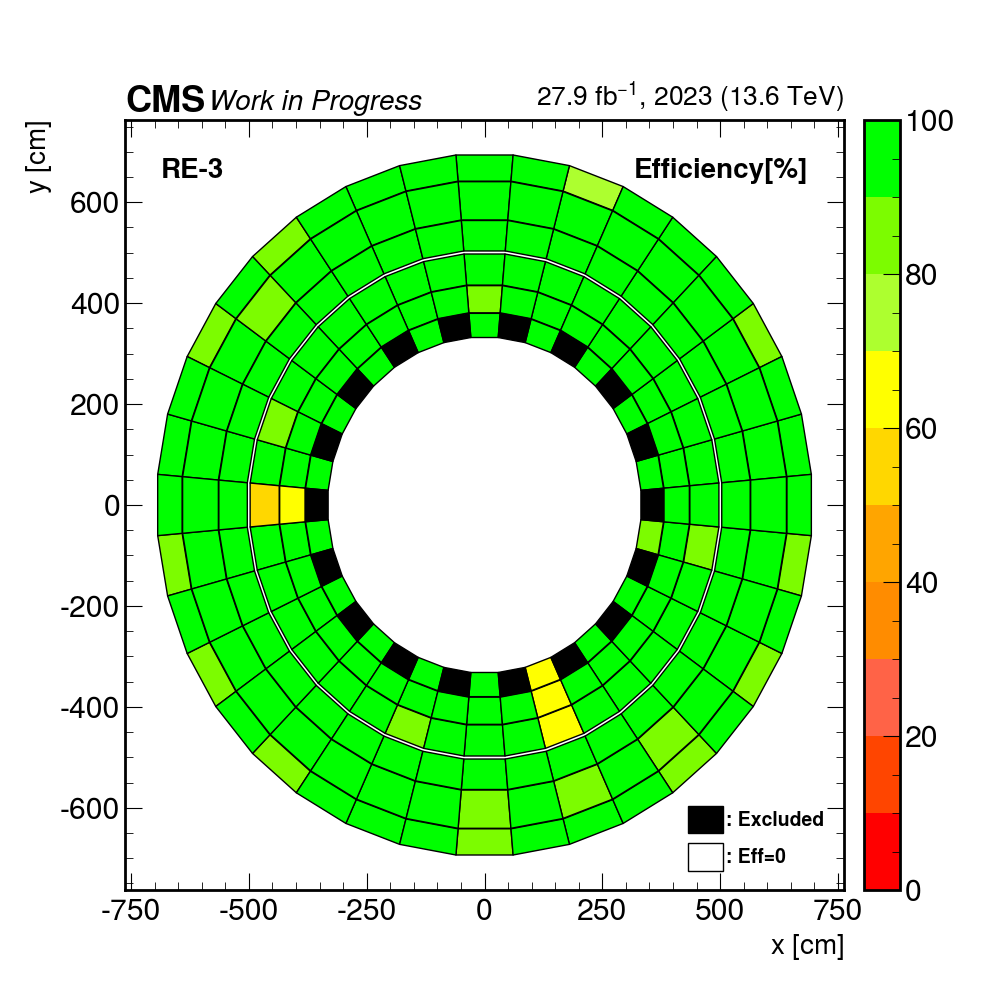 CMS Work in Progress 27.9 fb⁻¹, 2023 (13.6 TeV)
y [cm]
RE-3 Efficiency[%]
600
400
200
0
-200
-400
-600
100
80
60
40
20
0
: Excluded
: Eff=0
-750 -500 -250 0 250 500 750
x [cm]